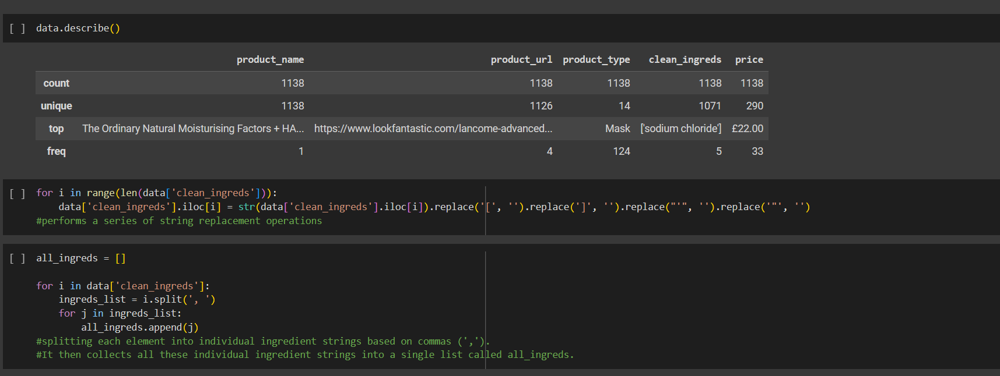 [ ] data.describe()
product_name product_url product_type clean_ingreds price
count 1138 1138 1138 1138 1138
unique 1138 1126 14 1071 290
top The Ordinary Natural Moisturising Factors + HA... https://www.lookfantastic.com/lancome-advanced... Mask ['sodium chloride'] £22.00
freq 1 4 124 5 33
[ ] for i in range(len(data['clean_ingreds'])):
data['clean_ingreds'].iloc[i] = str(data['clean_ingreds'].iloc[i]).replace('[', '').replace(']', '').replace("'", '').replace('"', '')
#performs a series of string replacement operations
[ ] all_ingreds = []
for i in data['clean_ingreds']:
ingreds_list = i.split(', ')
for j in ingreds_list:
all_ingreds.append(j)
#splitting each element into individual ingredient strings based on commas (',').
#It then collects all these individual ingredient strings into a single list called all_ingreds.